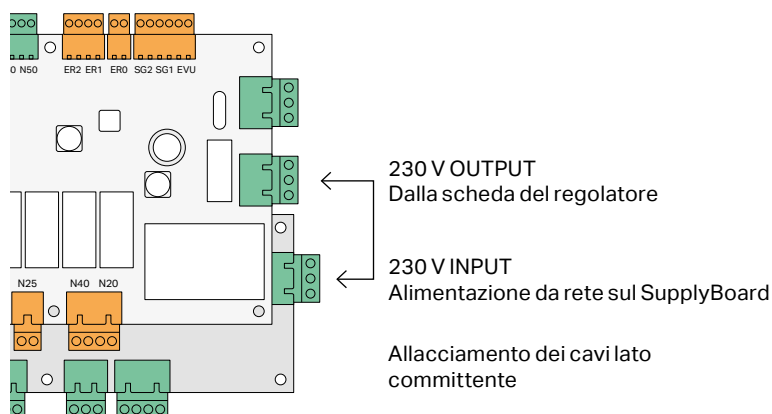 0 N50 ER2 ER1 ER0 SG2 SG1 EVU
230 V OUTPUT
Dalla scheda del regolatore
230 V INPUT
N25 N40 N20
Alimentazione da rete sul SupplyBoard
Allacciamento dei cavi lato
committente